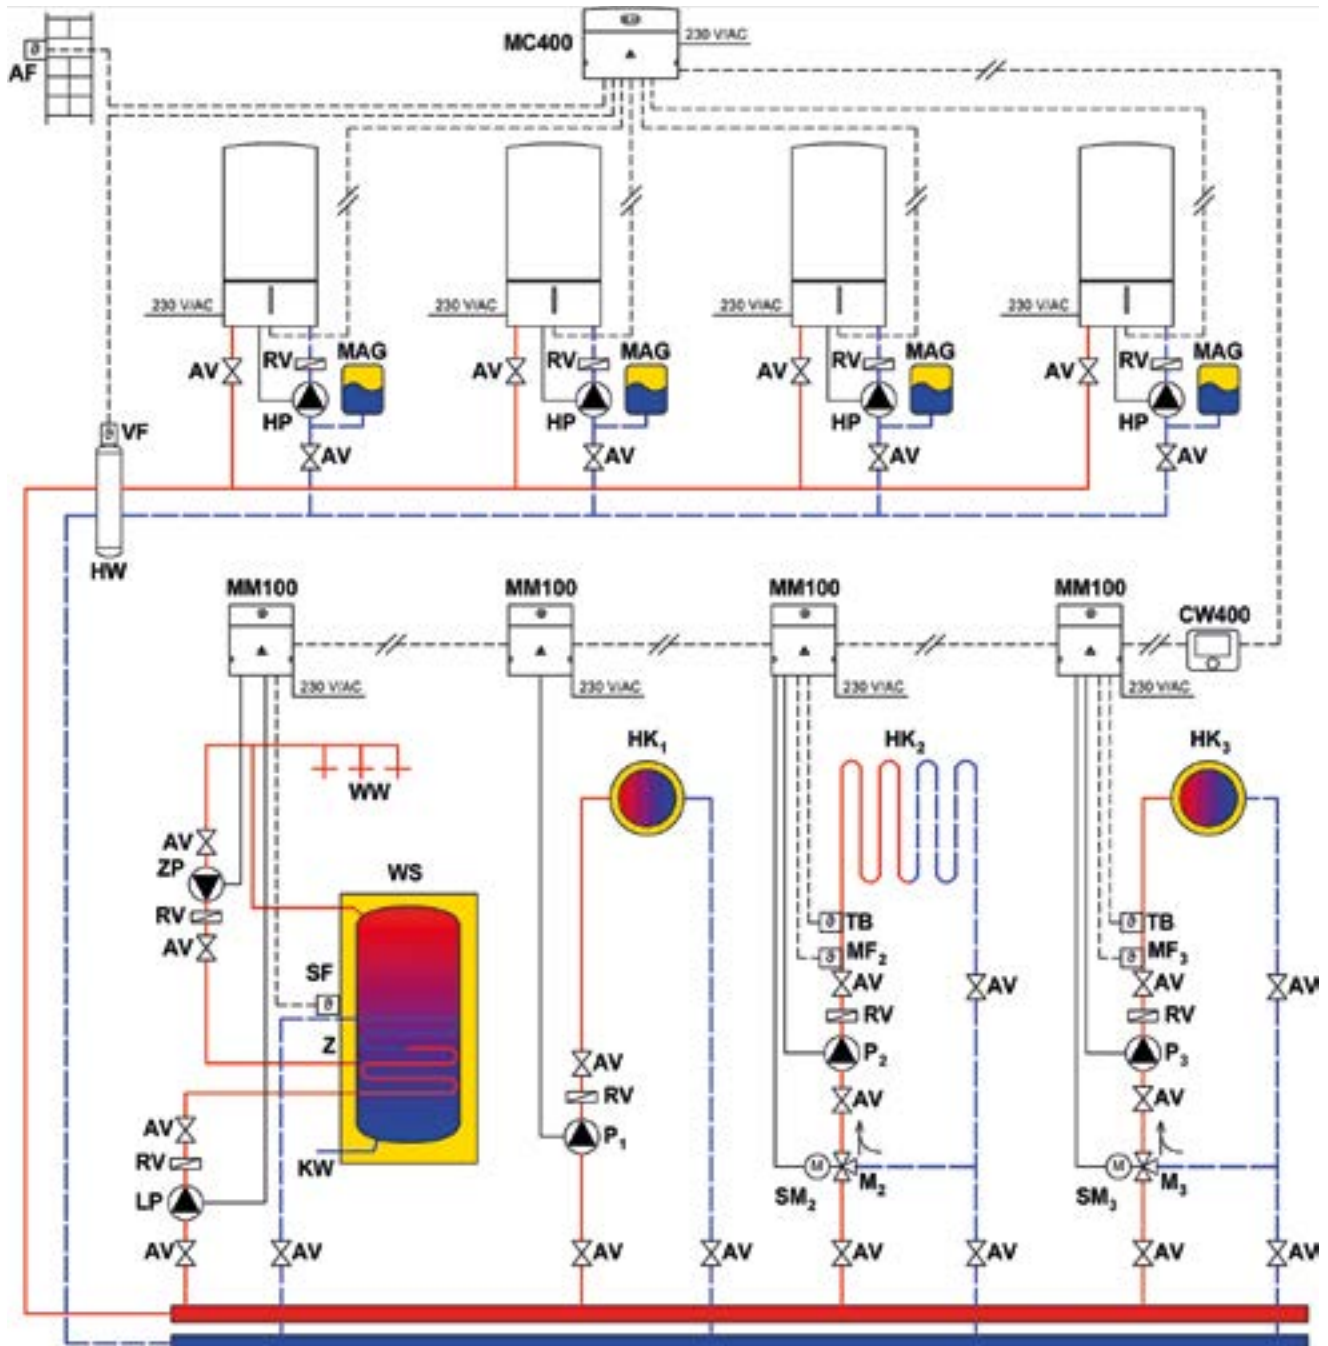 MC400
230 V/AC
AF
230 V/AC
230 V/AC
230 V/AC
230 V/AC
AV
RV
MAG
AV
RV
MAG
AV
RV
MAG
AV
RV
MAG
HP
HP
HP
HP
VF
AV
AV
AV
AV
HW
MM100
MM100
MM100
MM100
CW400
230 V/AC
230 V/AC
230 V/AC
230 V/AC
HK1
HK2
HK3
WW
AV
ZP
WS
RV
TB
TB
AV
MF2
MF3
SF
AV
AV
AV
AV
RV
RV
Z
AV
P2
P3
RV
AV
AV
AV
P1
RV
KW
M
M2
M
M3
LP
SM2
SM3
AV
AV
AV
AV
AV
AV
AV
AV